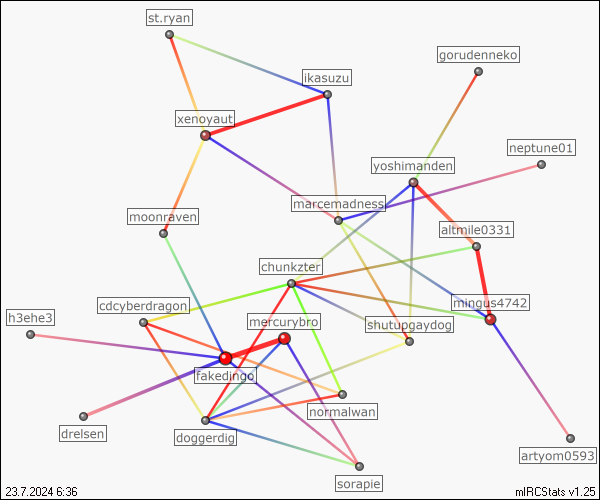 st.ryan
gorudenneko
ikasuzu
xenoyaut
neptune01
yoshimanden
marcemadness
moonraven
altmile0331
chunkzter
cdcyberdragon
mingus4742
h3ehe3
mercurybro
shutupgaydog
fakedingo
normalwan
drelsen
doggerdig
artyom0593
sorapie
23.7.2024 6:36
mIRCStats v1.25